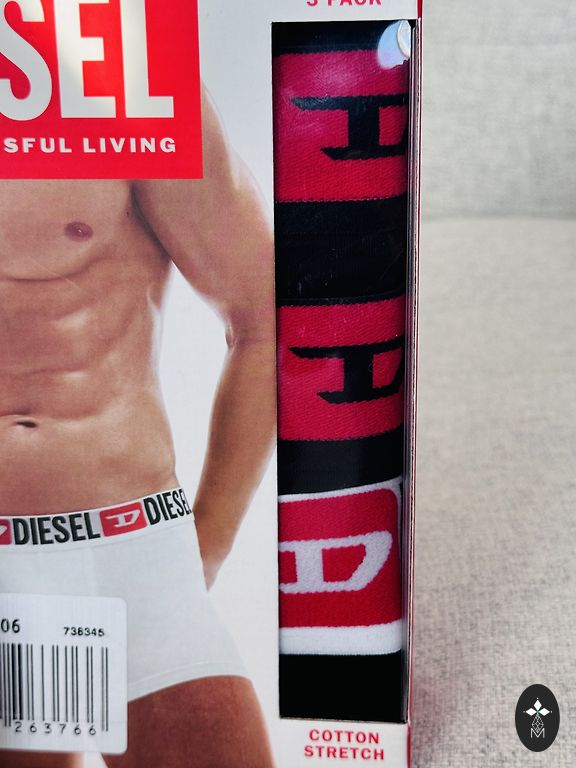 3 PACK
SEL
SFUL LIVING
DIESEL D DIESEL
D
D
D
06 738345
263766
COTTON
STRETCH
M